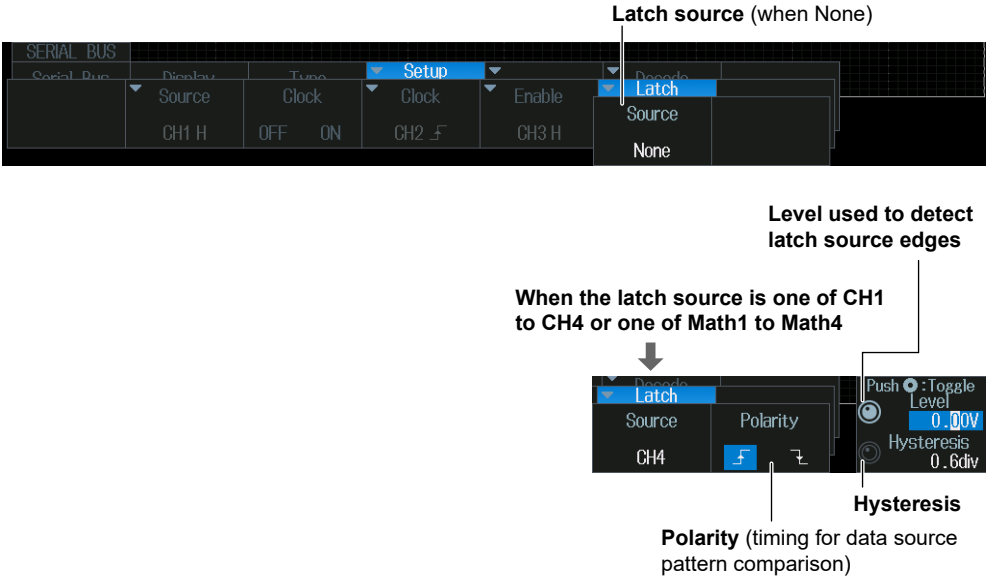 Latch source (when None)
SERIAL BUS
Serial Bus Display Type Setup Decode
Source Clock Clock Enable Latch
Source
CH1 H OFF ON CH2 CH3 H
None
Level used to detect
latch source edges
When the latch source is one of CH1
to CH4 or one of Math1 to Math4
Decode
Latch
Source Polarity
CH4
Push :Toggle
Level
0.00V
Hysteresis
0.6div
Hysteresis
Polarity (timing for data source
pattern comparison)